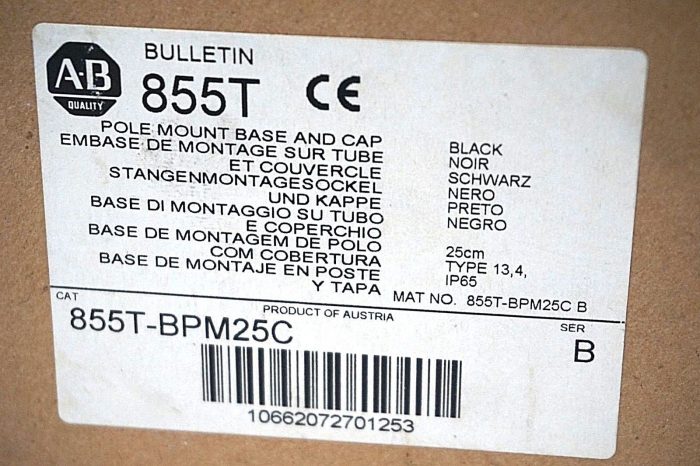 A-B
QUALITY
BULLETIN
855T CE
POLE MOUNT BASE AND CAP
EMBASE DE MONTAGE SUR TUBE
ET COUVERCLE
STANGENMONTAGESOCKEL
UND KAPPE
BASE DI MONTAGGIO SU TUBO
E COPERCHIO
BASE DE MONTAGEM DE POLO
COM COBERTURA
BASE DE MONTAJE EN POSTE
Y TAPA
BLACK
NOIR
SCHWARZ
NERO
PRETO
NEGRO
25cm
TYPE 13,4,
IP65
MAT NO. 855T-BPM25C B
CAT
PRODUCT OF AUSTRIA
SER
855T-BPM25C
B
10662072701253